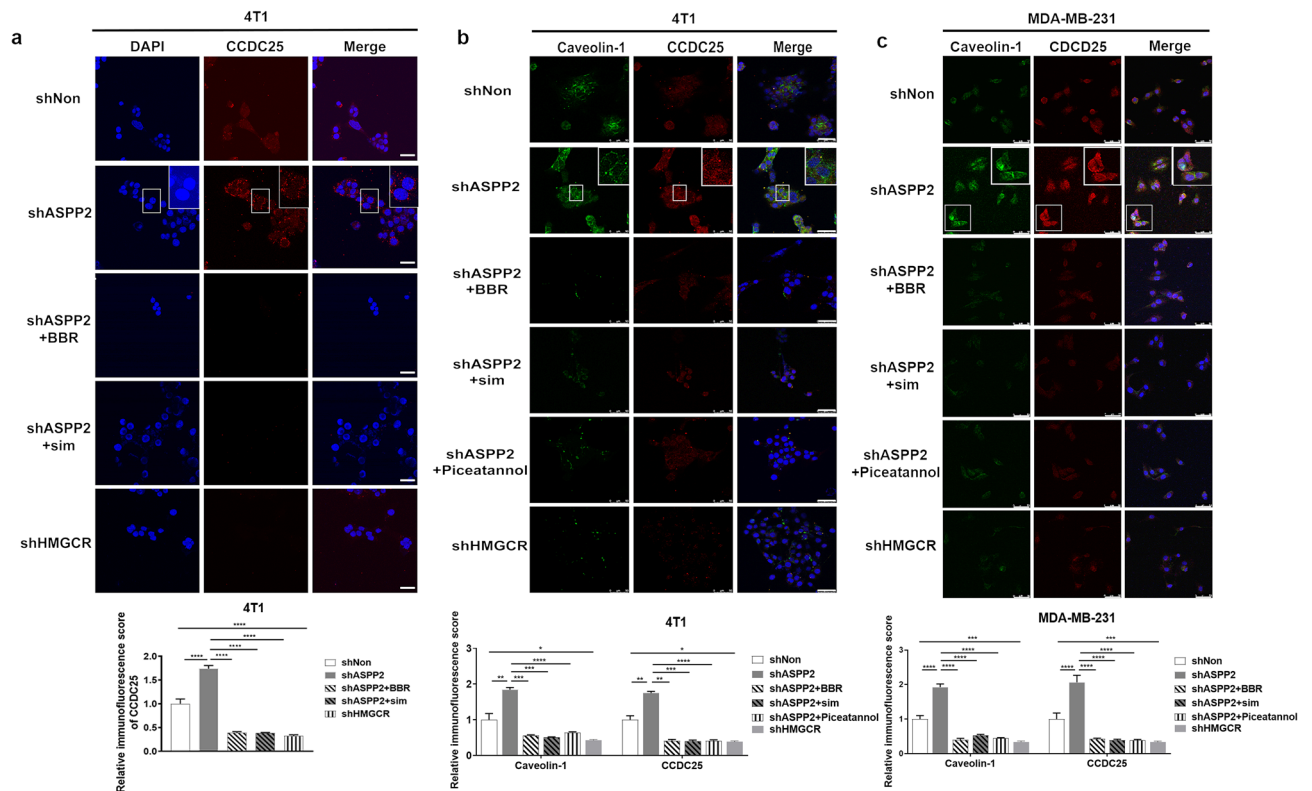 4T1
a
DAPI CCDC25 Merge
shNon
shASPP2
shASPP2
+BBR
shASPP2
+sim
shHMGCR
4T1
****
****
****
**** ****
Relative immunofluorescence score
of CCDC25
2.0
1.5
1.0
0.5
0.0
shNon
shASPP2
shASPP2+BBR
shASPP2+sim
shHMGCR
4T1
b
Caveolin-1 CCDC25 Merge
shNon
shASPP2
shASPP2
+BBR
shASPP2
+sim
shASPP2
+Piceatannol
shHMGCR
4T1
Relative immunofluorescence score
3
2
1
0
* *
**** ****
*** ***
** *** ** **
Caveolin-1 CCDC25
shNon
shASPP2
shASPP2+BBR
shASPP2+sim
shASPP2+Piceatannol
shHMGCR
MDA-MB-231
c
Caveolin-1 CDCD25 Merge
shNon
shASPP2
shASPP2
+BBR
shASPP2
+sim
shASPP2
+Piceatannol
shHMGCR
MDA-MB-231
Relative immunofluorescence score
3
2
1
0
*** ***
**** ****
**** ****
**** **** **** ****
Caveolin-1 CCDC25
shNon
shASPP2
shASPP2+BBR
shASPP2+sim
shASPP2+Piceatannol
shHMGCR